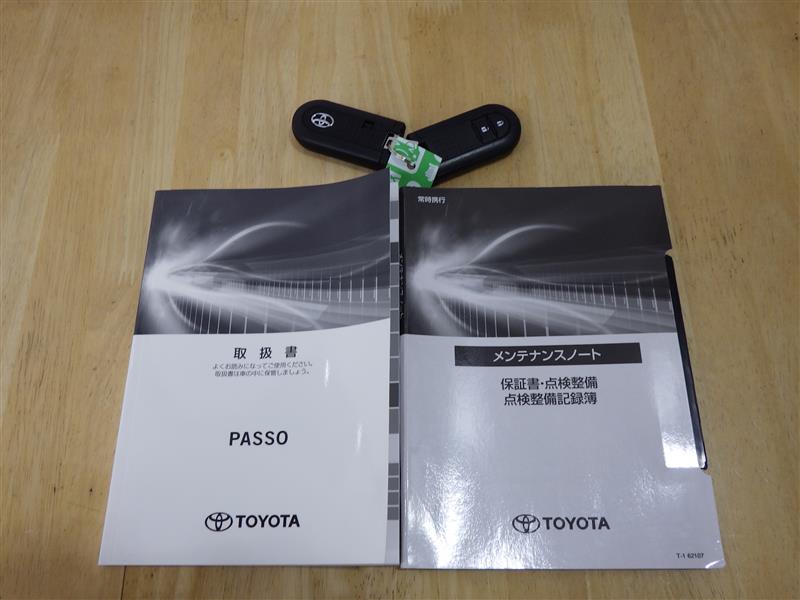 取扱書
よくお読みになってご使用ください。
取扱書は車の中に保管しましょう。
PASSO
TOYOTA
常時携行
メンテナンスノート
保証書・点検整備
点検整備記録簿
TOYOTA
T-1 62107